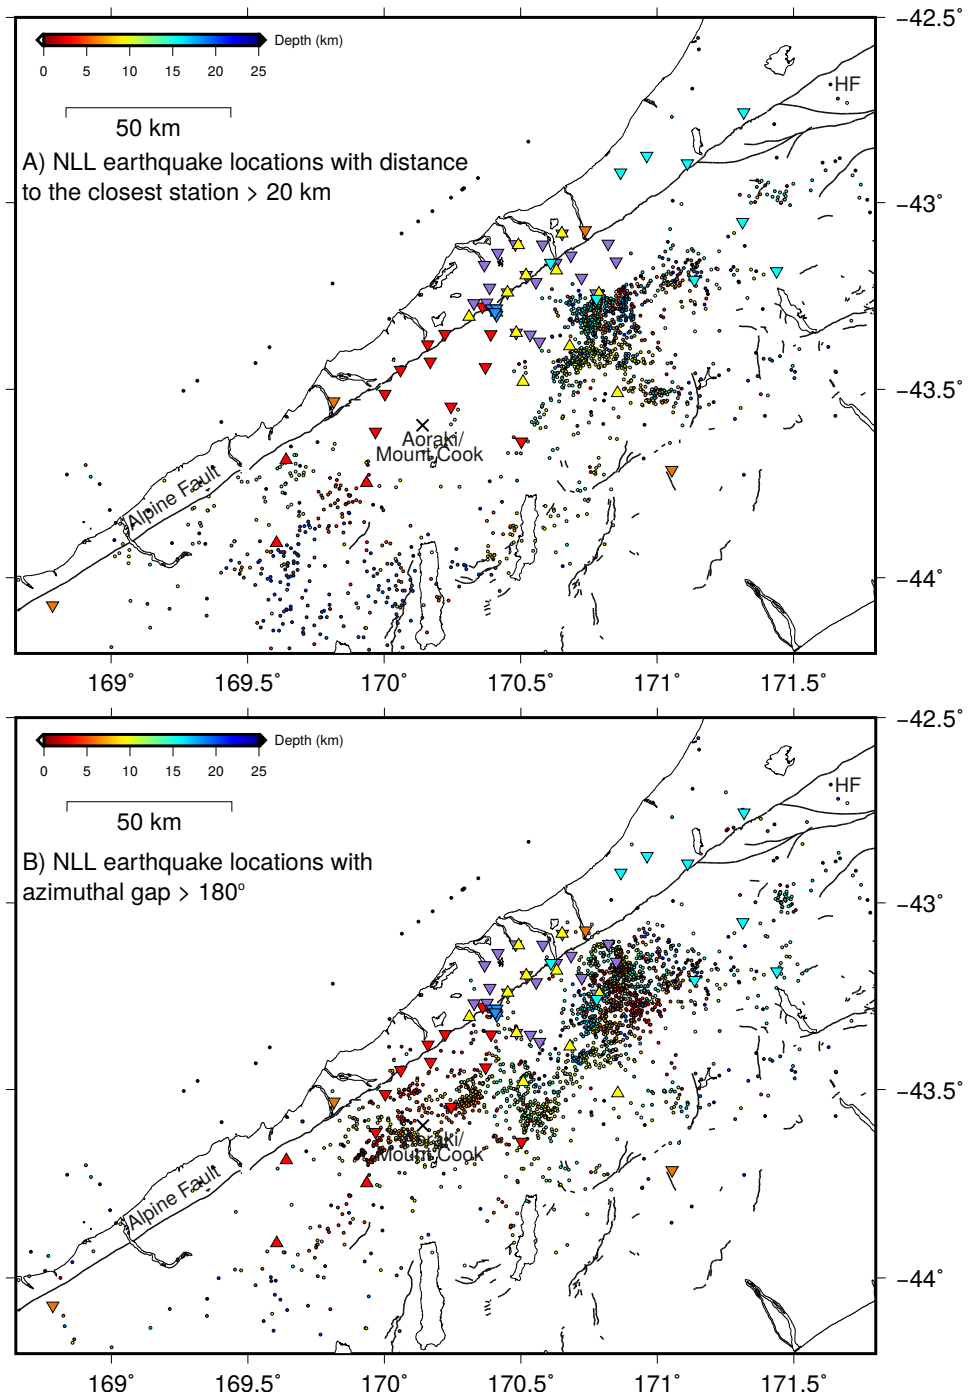 −42.5°
Depth (km)
0 5 10 15 20 25
50 km
HF
A) NLL earthquake locations with distance
to the closest station > 20 km
−43°
−43.5°
Aoraki/
Mount Cook
Alpine Fault
−44°
169° 169.5° 170° 170.5° 171° 171.5°
−42.5°
Depth (km)
0 5 10 15 20 25
50 km
HF
B) NLL earthquake locations with
azimuthal gap > 180°
−43°
−43.5°
Aoraki/
Mount Cook
Alpine Fault
−44°
169° 169.5° 170° 170.5° 171° 171.5°